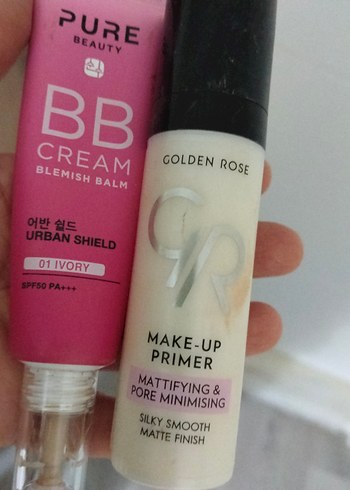 PURE
BEAUTY
BB
CREAM
BLEMISH BALM
어반 쉴드
URBAN SHIELD
01 IVORY
SPF50 PA+++
GOLDEN ROSE
GR
MAKE-UP
PRIMER
MATTIFYING &
PORE MINIMISING
SILKY SMOOTH
MATTE FINISH